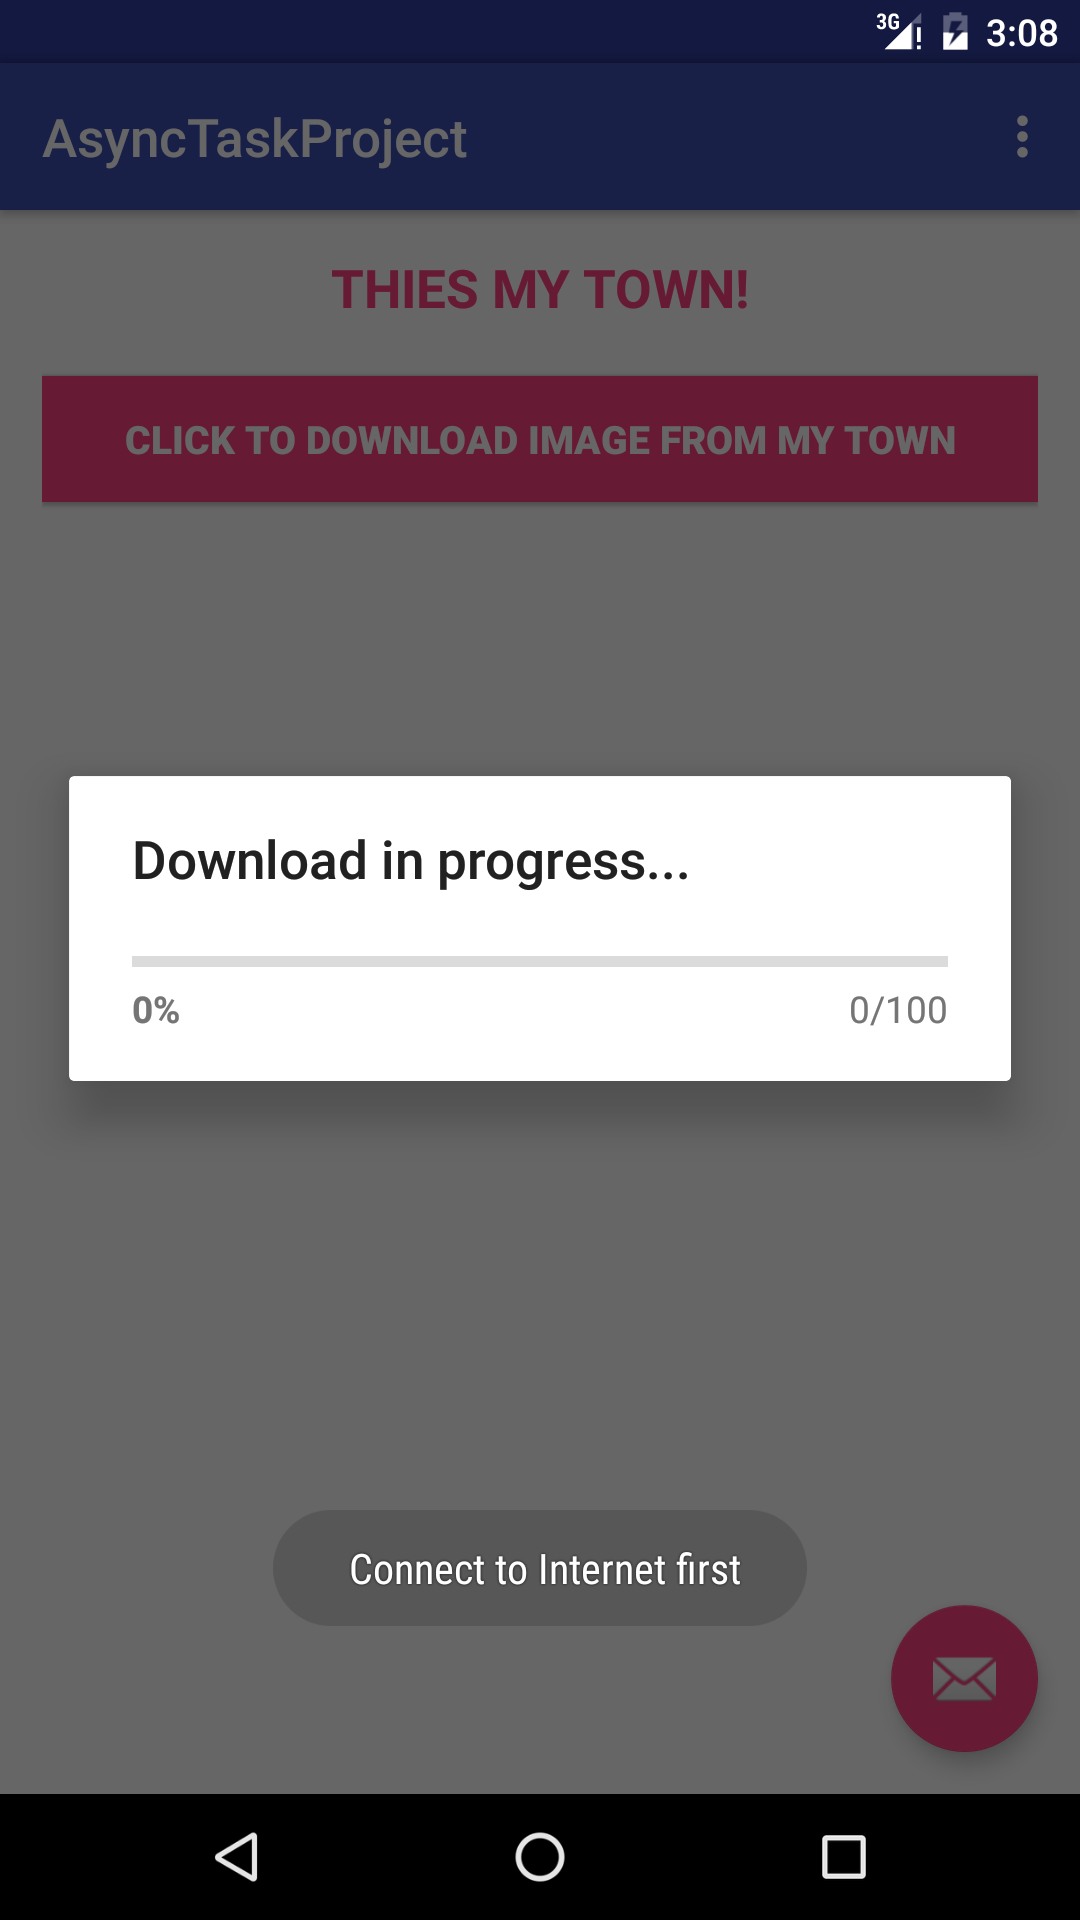 3G 3:08
AsyncTaskProject
THIES MY TOWN!
CLICK TO DOWNLOAD IMAGE FROM MY TOWN
Download in progress...
0% 0/100
Connect to Internet first